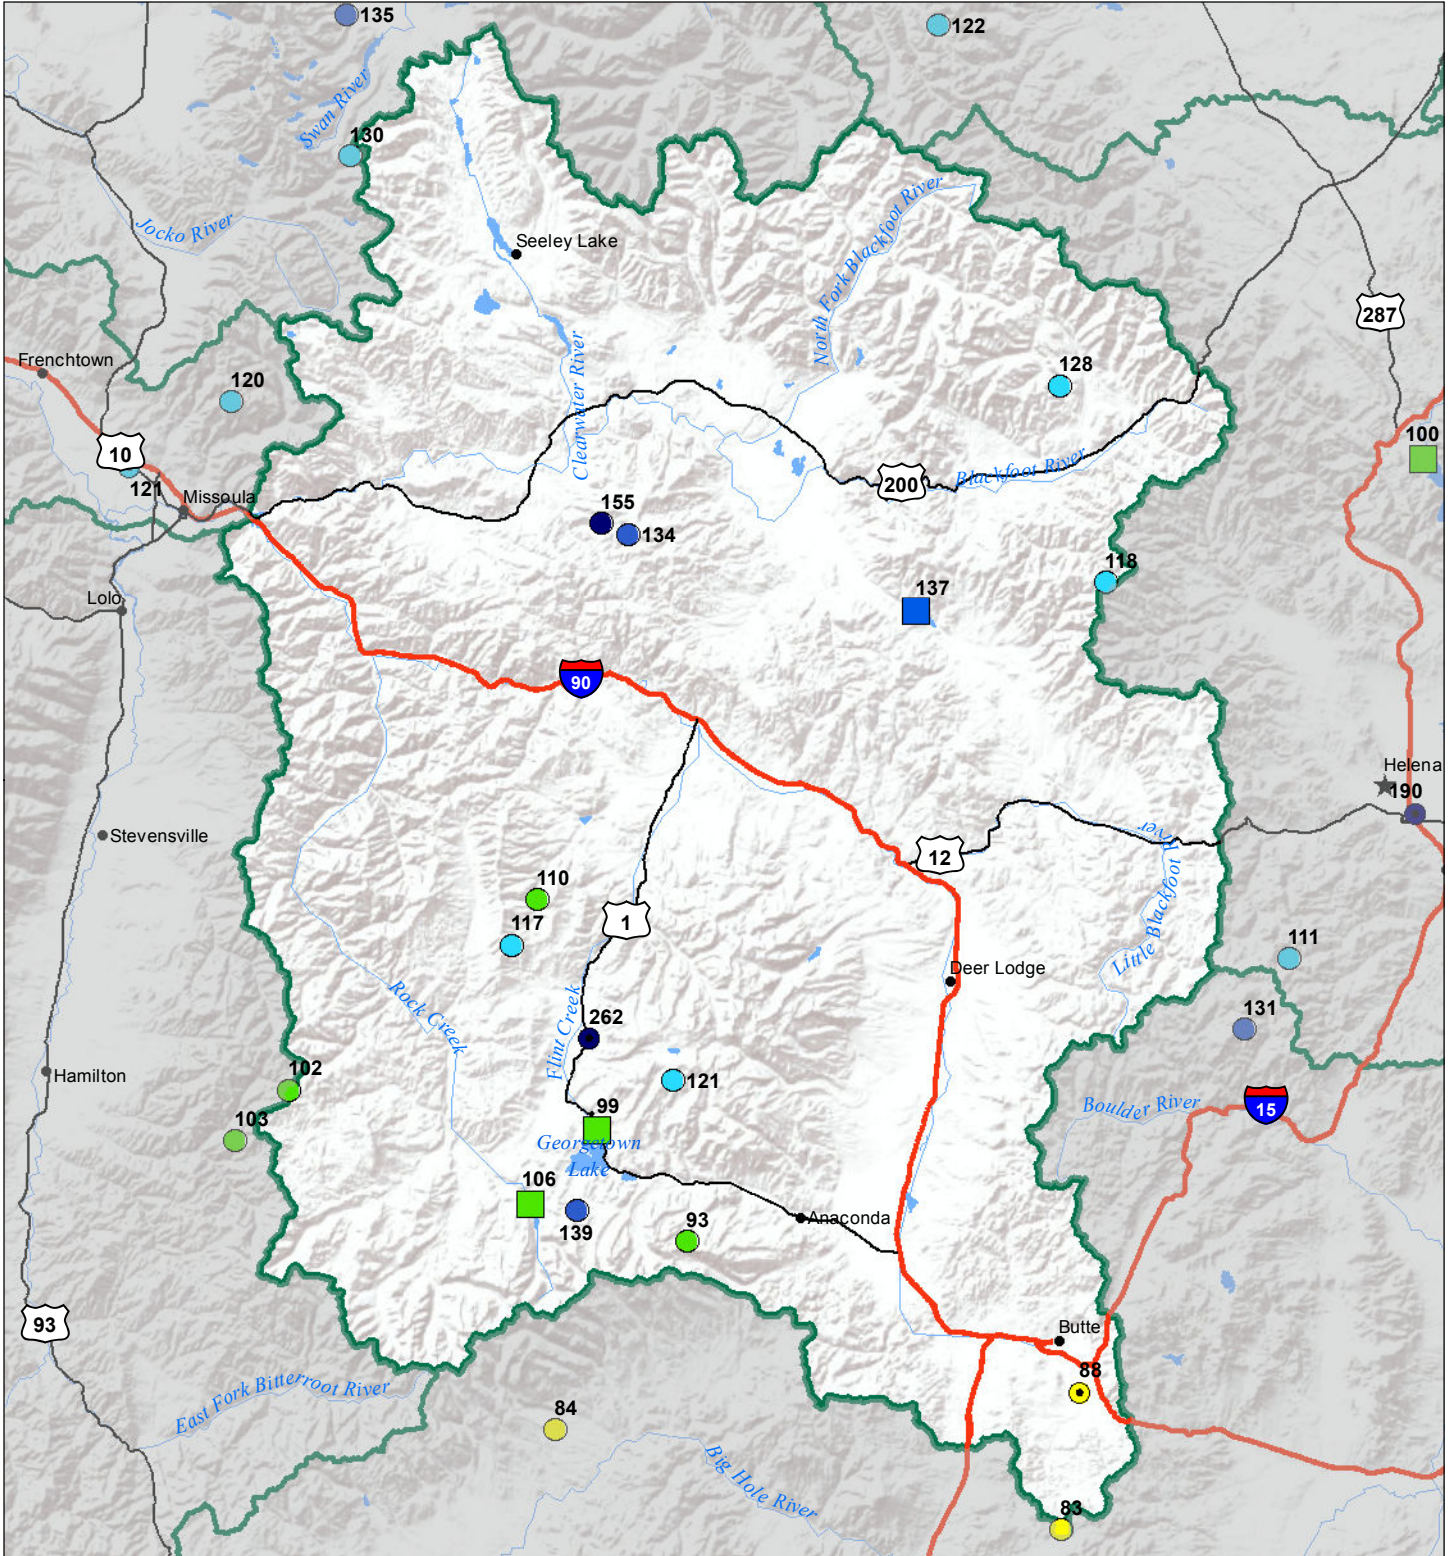 135
122
Swan River
130
Jocko River
North Fork Blackfoot River
Seeley Lake
287
Clearwater River
Frenchtown
128
120
100
10
121
Missoula
Blackfoot River
200
155
134
118
137
Lolo
90
Helena
190
Stevensville
Little Blackfoot River
12
110
1
117
111
Deer Lodge
Rock Creek
Flint Creek
262
131
Hamilton
121
102
99
Boulder River
15
103
Georgetown
Lake
106
139
93
Anaconda
93
Butte
88
East Fork Bitterroot River
84
Big Hole River
83